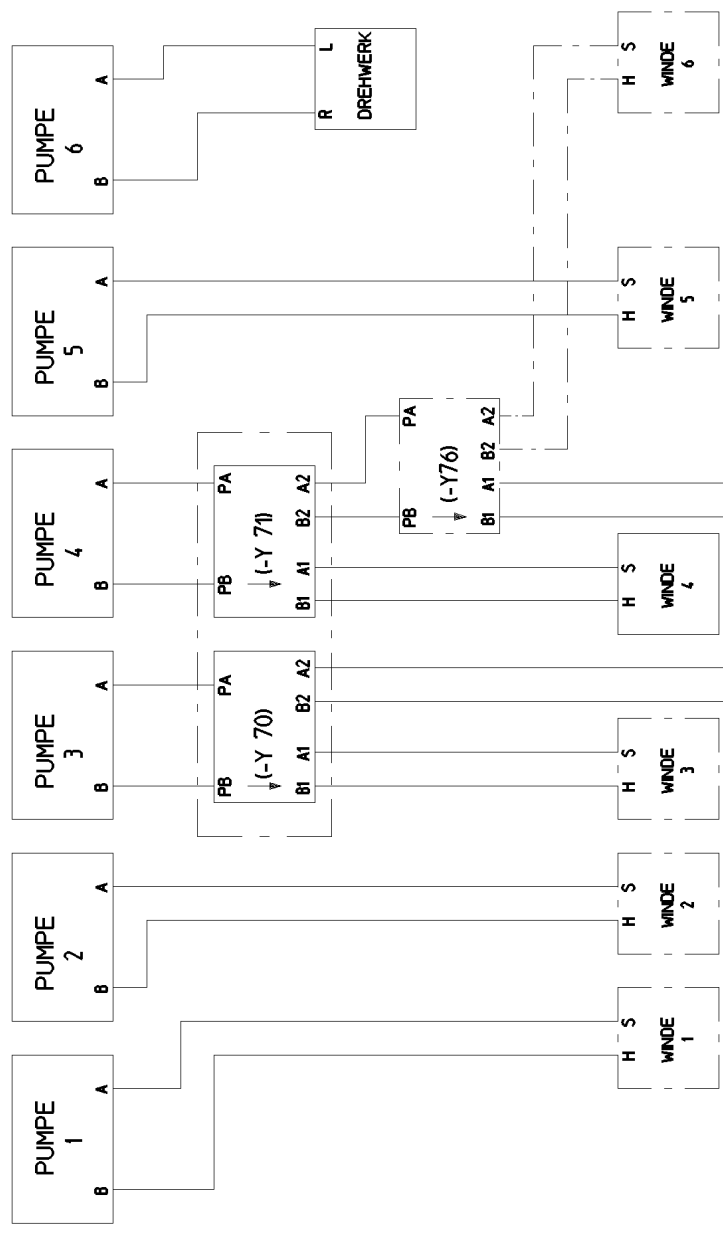 PUMPE
1
B
A
PUMPE
2
B
A
PUMPE
3
B
A
PUMPE
4
B
A
PUMPE
5
B
A
PUMPE
6
B
A
PB
PA
(-Y 70)
B1
A1
B2
A2
PB
PA
(-Y 71)
B1
A1
B2
A2
R
L
DREHWERK
PB
PA
(-Y76)
B1
A1
B2
A2
H
S
WINDE
1
H
S
WINDE
2
H
S
WINDE
3
H
S
WINDE
4
H
S
WINDE
5
H
S
WINDE
6